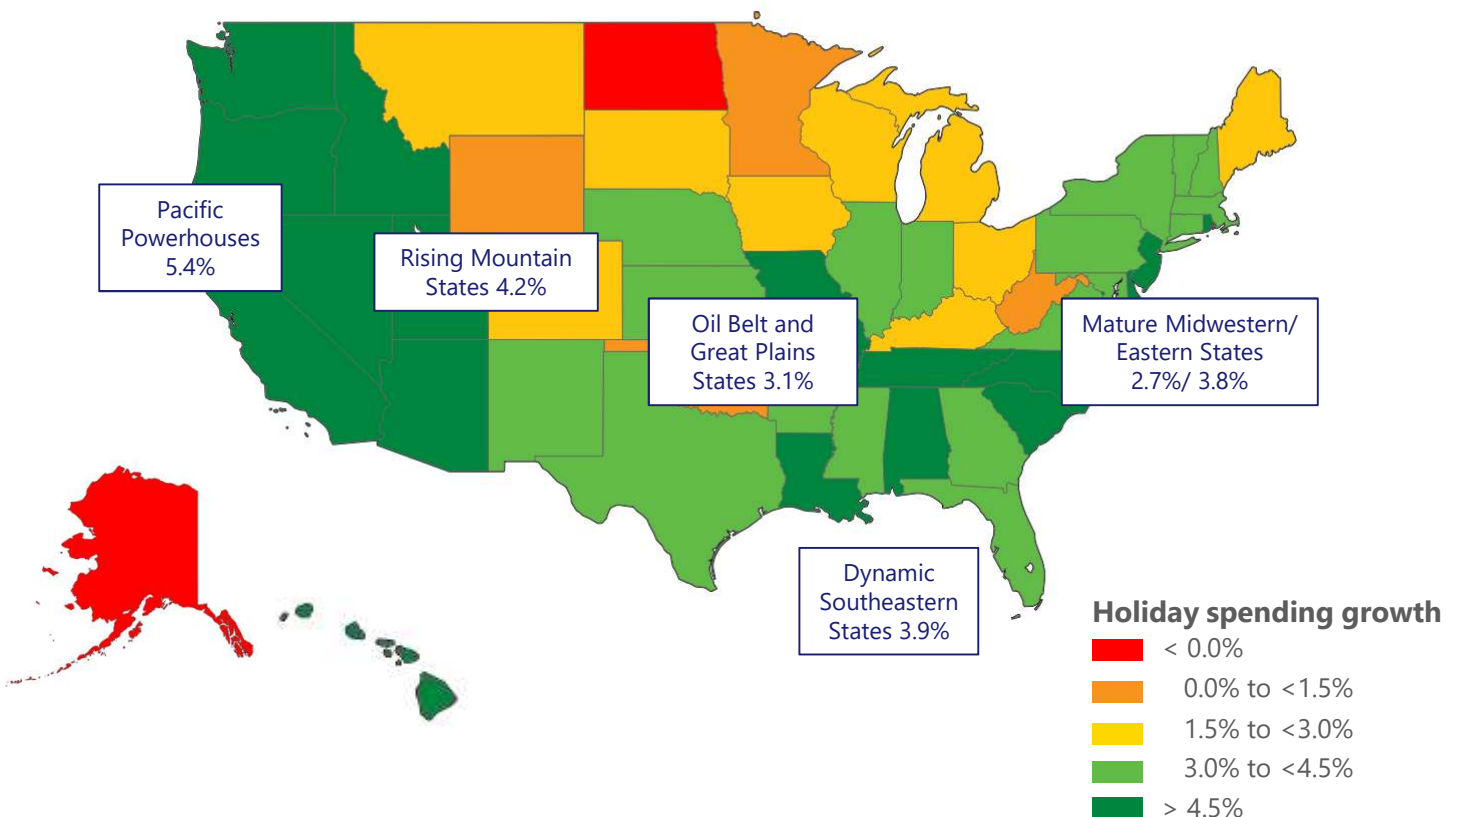 Pacific
Powerhouses
5.4%
Rising Mountain
States 4.2%
Oil Belt and
Great Plains
States 3.1%
Mature Midwestern/
Eastern States
2.7%/ 3.8%
Dynamic
Southeastern
States 3.9%
Holiday spending growth
< 0.0%
0.0% to <1.5%
1.5% to <3.0%
3.0% to <4.5%
> 4.5%